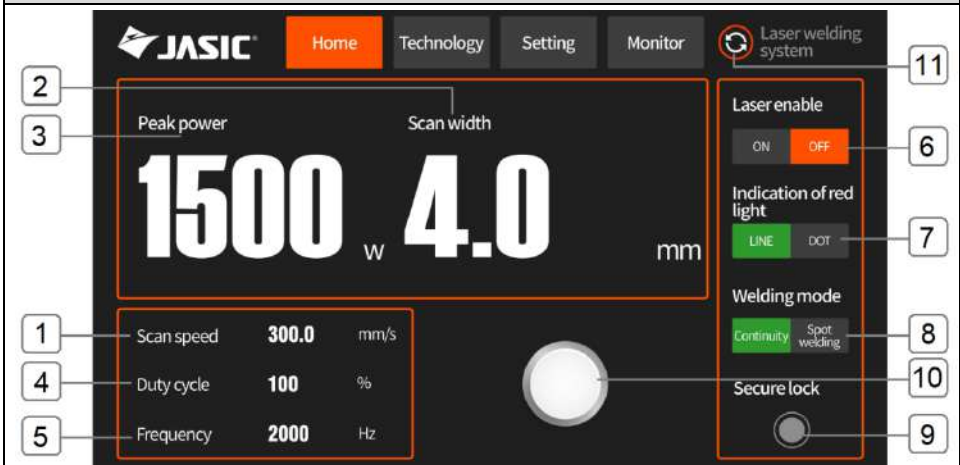 JASIC®
Home
Technology
Setting
Monitor
Laser welding
system
11
2
3
Peak power
Scan width
1500 w
4.0 mm
Laser enable
ON OFF
6
Indication of red
light
LINE DOT
7
Welding mode
Continuity Spot
welding
8
Secure lock
9
10
1
Scan speed 300.0 mm/s
4
Duty cycle 100 %
5
Frequency 2000 Hz